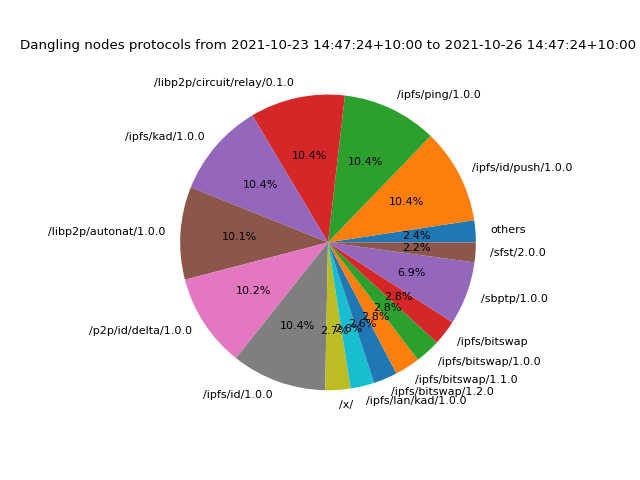 Dangling nodes protocols from 2021-10-23 14:47:24+10:00 to 2021-10-26 14:47:24+10:00
/libp2p/circuit/relay/0.1.0
/ipfs/ping/1.0.0
/ipfs/kad/1.0.0
10.4%
10.4%
/ipfs/id/push/1.0.0
10.4%
10.4%
/libp2p/autonat/1.0.0
10.1%
2.4%
others
2.2%
/sfst/2.0.0
6.9%
/sbptp/1.0.0
10.2%
2.8%
2.8%
2.8%
2.6%
2.6%
2.7%
10.4%
/p2p/id/delta/1.0.0
/ipfs/bitswap
/ipfs/bitswap/1.0.0
/ipfs/bitswap/1.1.0
/ipfs/bitswap/1.2.0
/ipfs/id/1.0.0
/ipfs/lan/kad/1.0.0
/x/